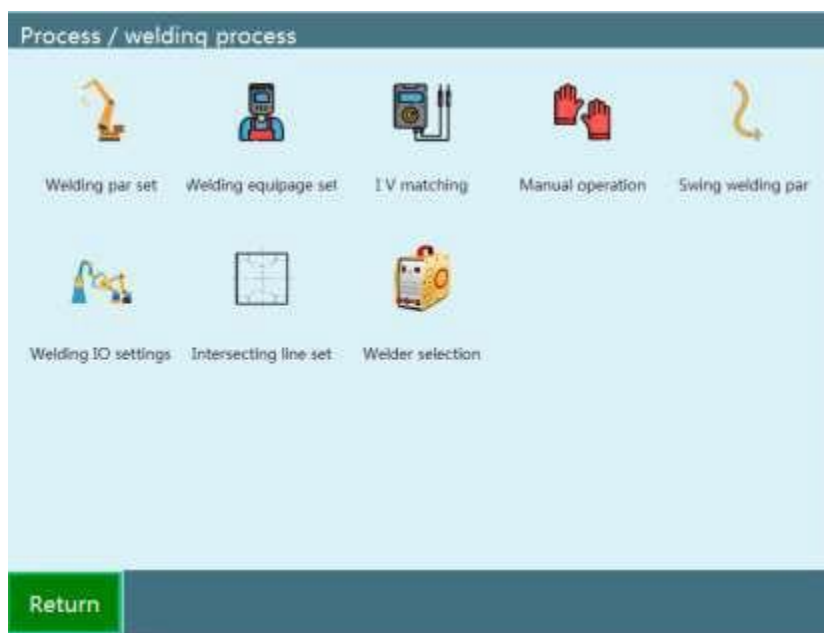 Process / welding process
Welding par set Welding equipage set I V matching Manual operation Swing welding par
Welding IO settings Intersecting line set Welder selection
Return